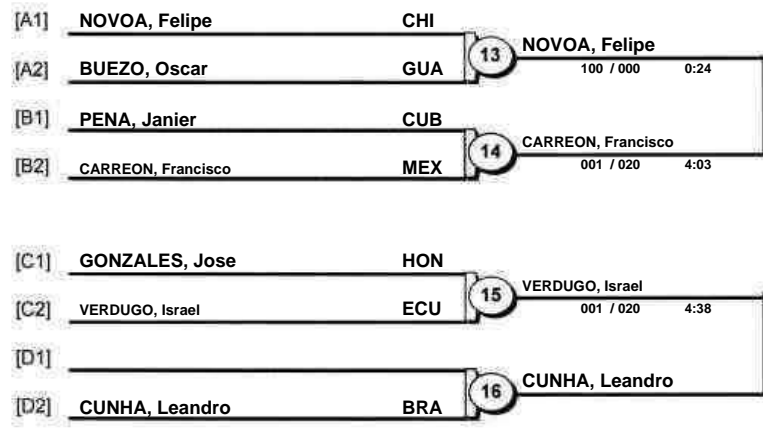 [A1] NOVOA, Felipe CHI
13 NOVOA, Felipe
[A2] BUEZO, Oscar GUA
100 / 000 0:24
[B1] PENA, Janier CUB
14 CARREON, Francisco
[B2] CARREON, Francisco MEX
001 / 020 4:03
[C1] GONZALES, Jose HON
15 VERDUGO, Israel
[C2] VERDUGO, Israel ECU
001 / 020 4:38
[D1]
16 CUNHA, Leandro
[D2] CUNHA, Leandro BRA